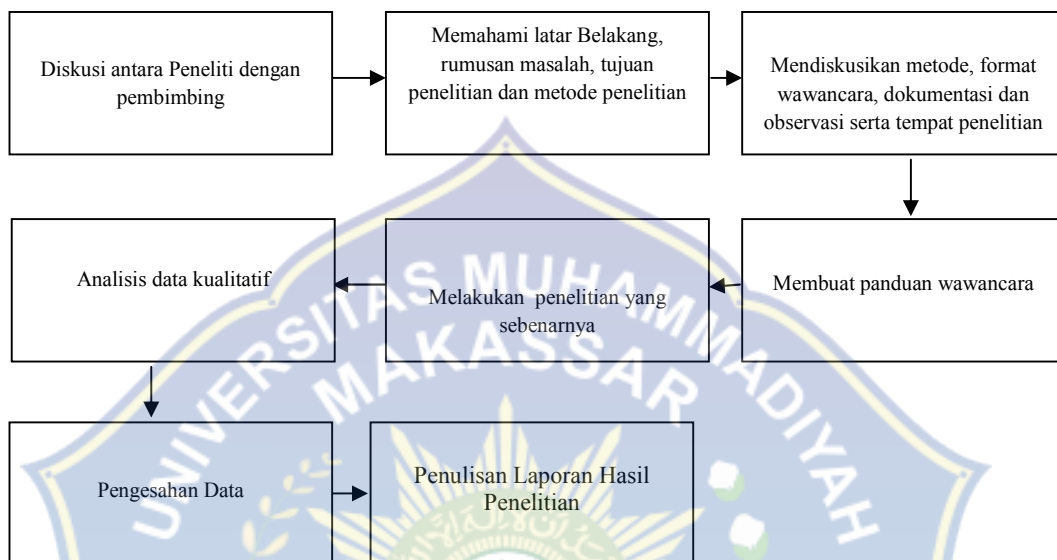 Diskusi antara Peneliti dengan
pembimbing
Memahami latar Belakang,
rumusan masalah, tujuan
penelitian dan metode penelitian
Mendiskusikan metode, format
wawancara, dokumentasi dan
observasi serta tempat penelitian
Membuat panduan wawancara
Melakukan penelitian yang
sebenarnya
Analisis data kualitatif
Pengesahan Data
Penulisan Laporan Hasil
Penelitian
UNIVERSITAS MUHAMMADIYAH
MAKASSAR